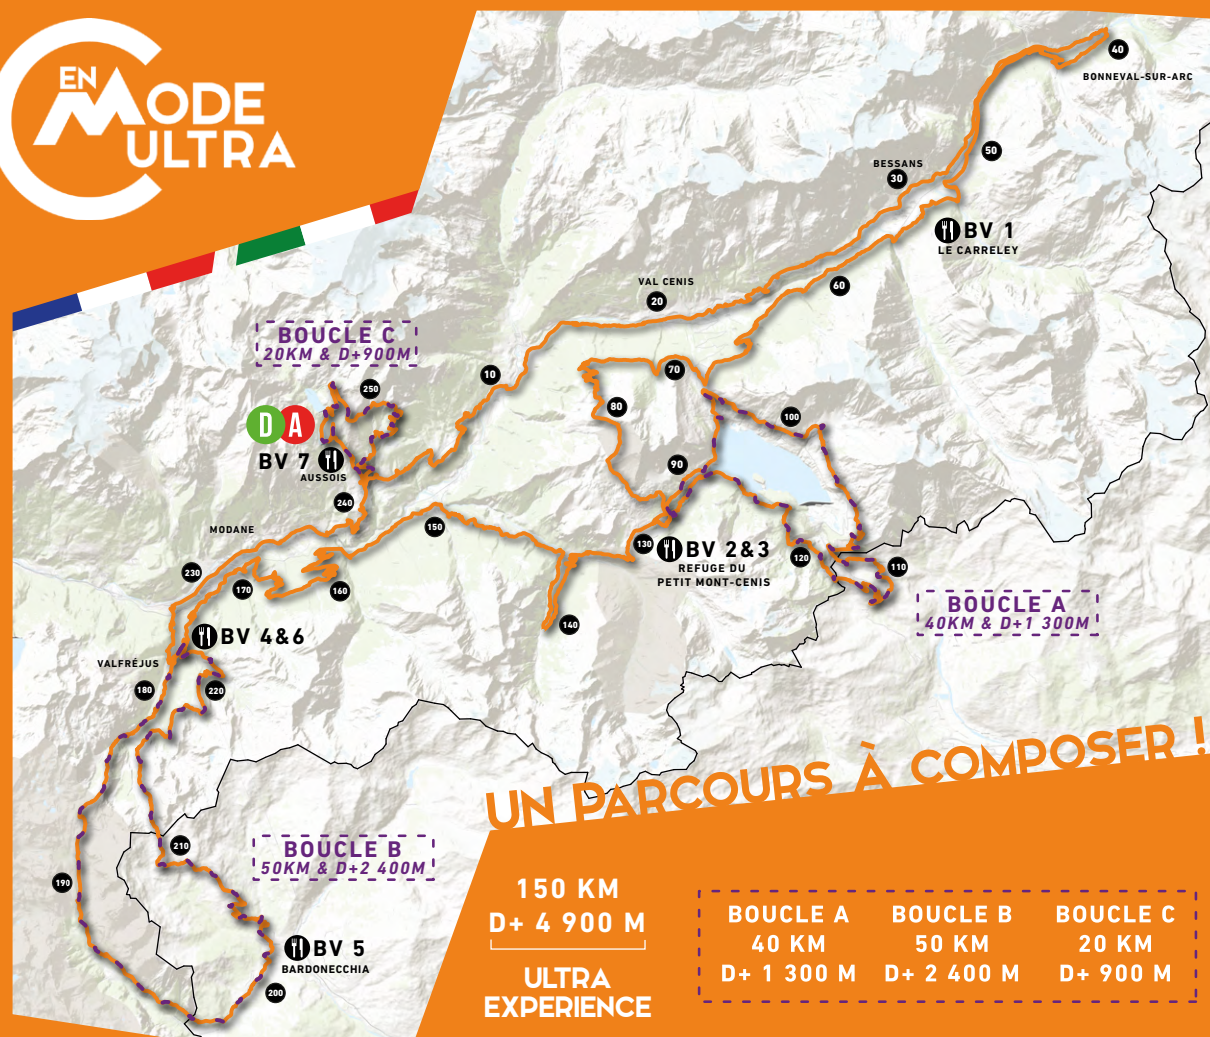 EN
MODE
ULTRA
40
BONNEVAL-SUR-ARC
50
BESSANS
30
BV 1
LE CARRELEY
60
VAL CENIS
20
BOUCLE C
20KM & D+900M
10
250
70
80
100
D A
BV 7
AUSSOIS
90
240
MODANE
150
130
BV 2&3
REFUGE DU
PETIT MONT-CENIS
120
110
230
170
160
BOUCLE A
40KM & D+1 300M
140
BV 4&6
VALFRÉJUS
180
220
UN PARCOURS À COMPOSER !
210
BOUCLE B
50KM & D+2 400M
190
BV 5
BARDONECCHIA
200
150 KM
D+ 4 900 M
ULTRA
EXPERIENCE
BOUCLE A
40 KM
D+ 1 300 M
BOUCLE B
50 KM
D+ 2 400 M
BOUCLE C
20 KM
D+ 900 M